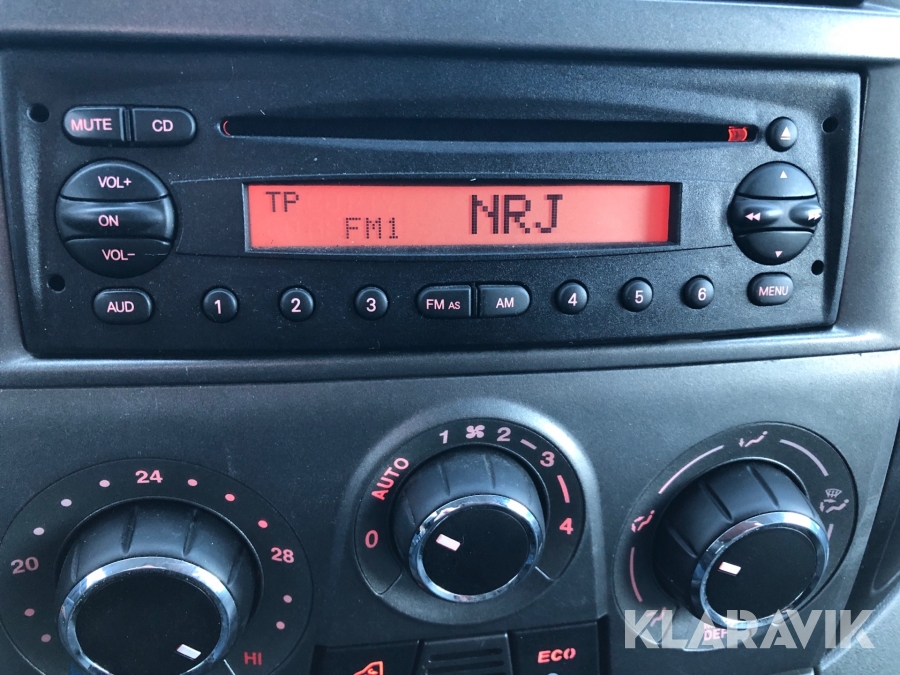 MUTE CD
VOL+
ON
VOL-
TP
FM1 NRJ
AUD 1 2 3 FM AS AM 4 5 6 MENU
20 24 28 HI
0 AUTO 1 2 3 4
ECO
KLARAVIK